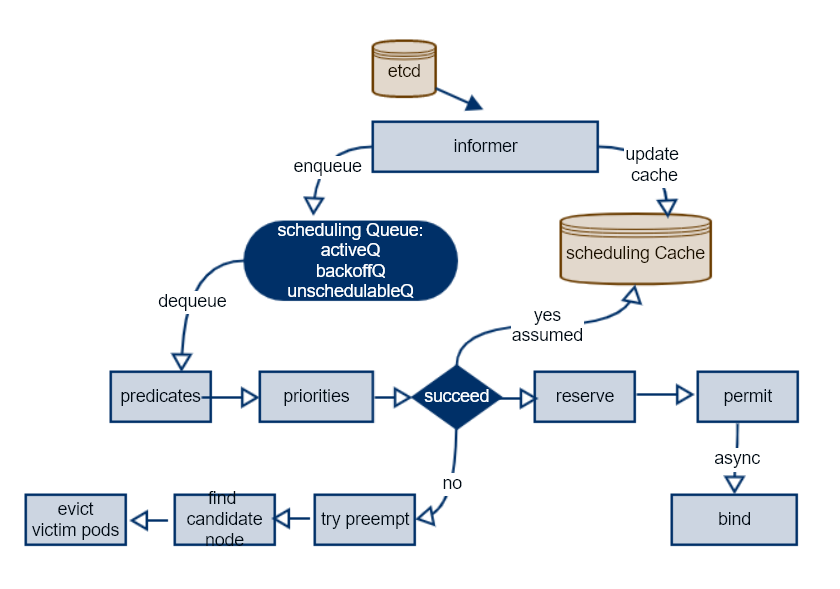 etcd
informer
enqueue
update
cache
scheduling Queue:
activeQ
backoffQ
unschedulableQ
scheduling Cache
dequeue
yes
assumed
predicates
priorities
succeed
reserve
permit
async
no
evict
victim pods
find
candidate
node
try preempt
bind